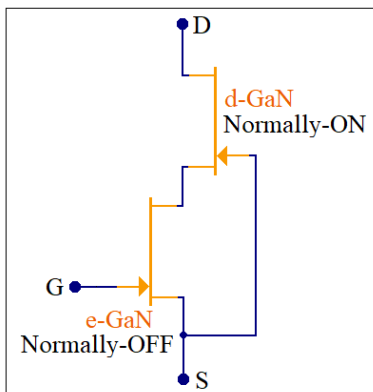 D
d-GaN
Normally-ON
G
e-GaN
Normally-OFF
S